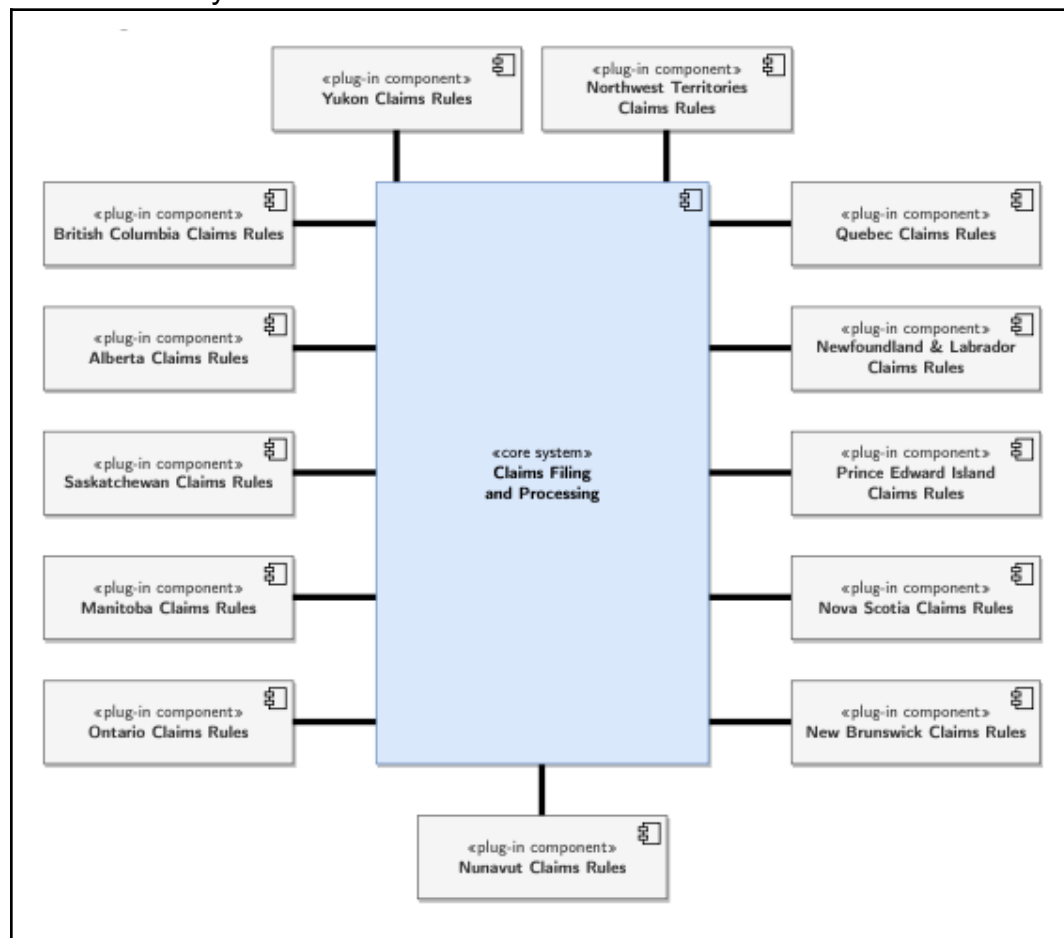 «plug-in component»
Yukon Claims Rules
«plug-in component»
Northwest Territories
Claims Rules
«plug-in component»
British Columbia Claims Rules
«plug-in component»
Quebec Claims Rules
«plug-in component»
Alberta Claims Rules
«plug-in component»
Newfoundland & Labrador
Claims Rules
«plug-in component»
Saskatchewan Claims Rules
«core system»
Claims Filing
and Processing
«plug-in component»
Prince Edward Island
Claims Rules
«plug-in component»
Manitoba Claims Rules
«plug-in component»
Nova Scotia Claims Rules
«plug-in component»
Ontario Claims Rules
«plug-in component»
New Brunswick Claims Rules
«plug-in component»
Nunavut Claims Rules